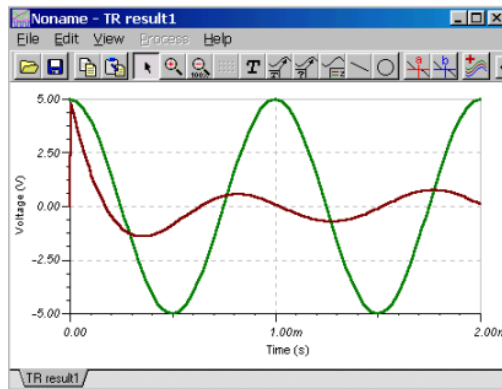 Noname - TR result1
File Edit View Process Help
100%
T
a
b
5.00
2.50
0.00
-2.50
-5.00
Voltage (V)
0.00
1.00m
2.00m
Time (s)
TR result1